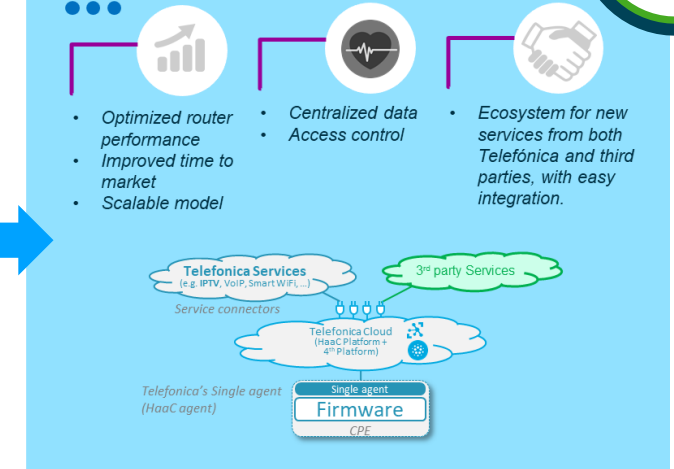 • Optimized router
performance
• Improved time to
market
• Scalable model
• Centralized data
• Access control
• Ecosystem for new
services from both
Telefónica and third
parties, with easy
integration.
Telefonica Services
(e.g. IPTV, VoIP, Smart WiFi, ...)
3rd party Services
Service connectors
Telefonica Cloud
(HaaC Platform +
4th Platform)
Telefonica's Single agent
(HaaC agent)
Single agent
Firmware
CPE